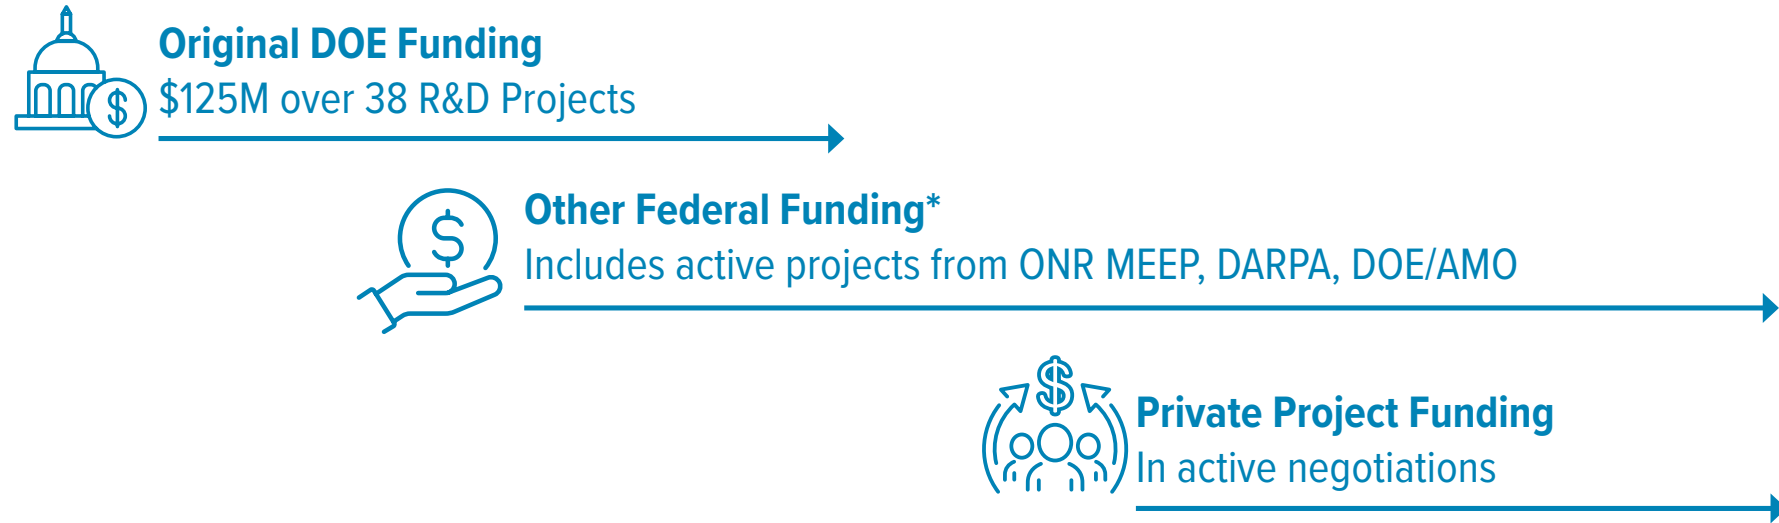 Original DOE Funding
$125M over 38 R&D Projects
$
Other Federal Funding*
$
Includes active projects from ONR MEEP, DARPA, DOE/AMO
$
Private Project Funding
In active negotiations